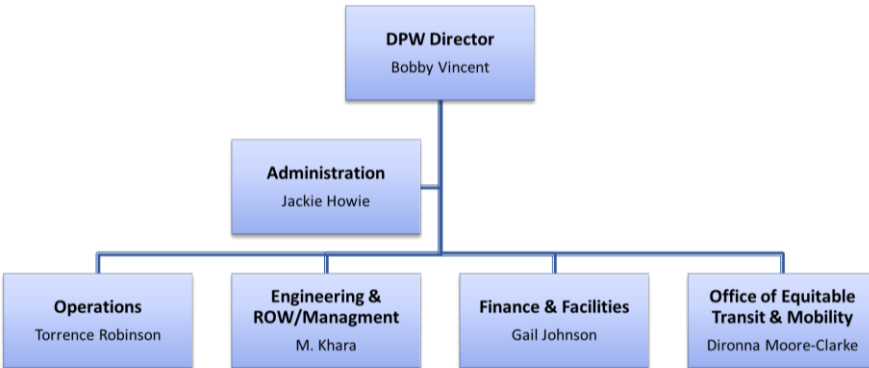 DPW Director
Bobby Vincent
Administration
Jackie Howie
Operations
Torrence Robinson
Engineering &
ROW/Managment
M. Khara
Finance & Facilities
Gail Johnson
Office of Equitable
Transit & Mobility
Dironna Moore-Clarke